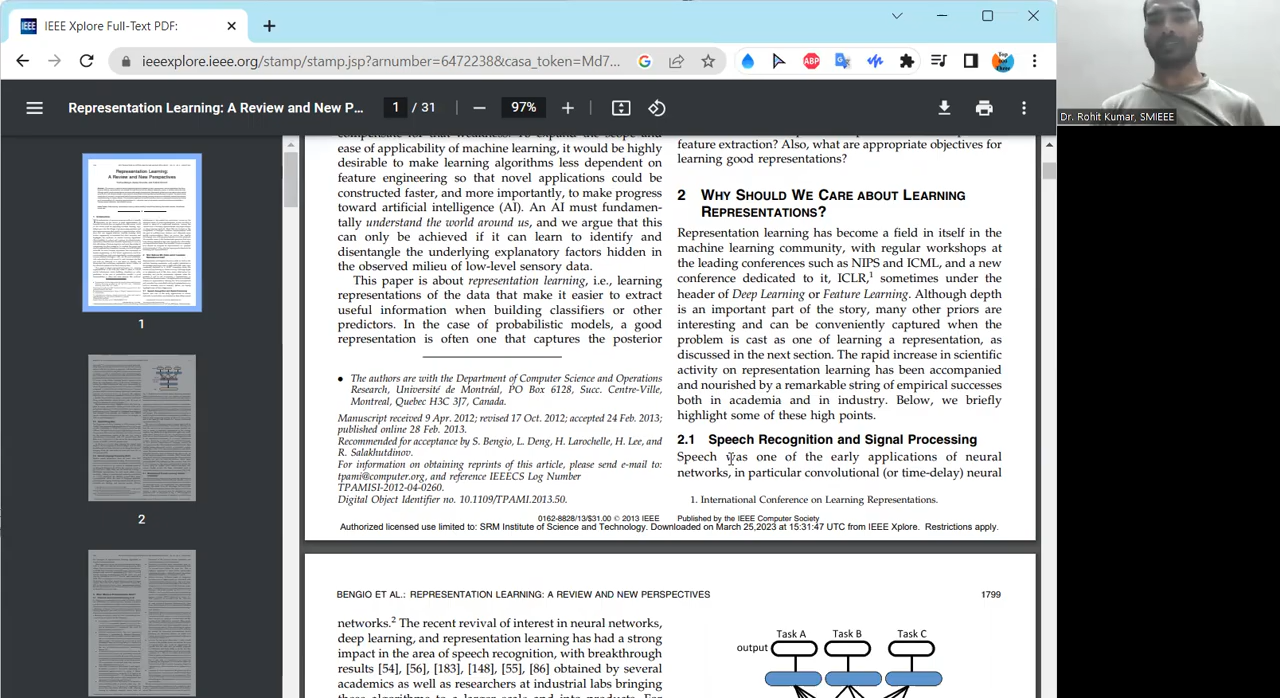 IEEE Xplore Full-Text PDF:
ieeexplore.ieee.org/stamp/stamp.jsp?arnumber=6472238&casa_token=Md7...
ABP
Representation Learning: A Review and New P...
1 / 31
97%
Dr. Rohit Kumar, SMIEEE
Representation Learning:
A Review and New Perspectives
1
2
ease of applicability of machine learning, it would be highly
desirable to make learning algorithms less dependent on
feature engineering so that novel applications could be
constructed faster, and more importantly, to make progress
toward artificial intelligence (AI). An AI must fundamen-
tally understand the world around us, and we argue that this
can only be achieved if it can learn to identify and
disentangle the underlying explanatory factors hidden in
the observed milieu of low-level sensory data.
This paper is about representation learning, i.e., learning
representations of the data that make it easier to extract
useful information when building classifiers or other
predictors. In the case of probabilistic models, a good
representation is often one that captures the posterior
• The authors are with the Department of Computer Science and Operations
Research, Université de Montréal, PO Box 6128, Succ. Centre-Ville,
Montreal, Quebec H3C 3J7, Canada.
Manuscript received 9 Apr. 2012; revised 17 Oct. 2012; accepted 24 Feb. 2013;
published online 28 Feb. 2013.
Recommended for acceptance by S. Bengio, L. Deng, H. Larochelle, H. Lee, and
R. Salakhutdinov.
For information on obtaining reprints of this article, please send e-mail to:
tpami@computer.org, and reference IEEECS Log Number
TPAMISI-2012-04-0260.
Digital Object Identifier no. 10.1109/TPAMI.2013.50.
feature extraction? Also, what are appropriate objectives for
learning good representations?
2 WHY SHOULD WE CARE ABOUT LEARNING
REPRESENTATIONS?
Representation learning has become a field in itself in the
machine learning community, with regular workshops at
the leading conferences such as NIPS and ICML, and a new
conference dedicated to it, ICLR,1 sometimes under the
header of Deep Learning or Feature Learning. Although depth
is an important part of the story, many other priors are
interesting and can be conveniently captured when the
problem is cast as one of learning a representation, as
discussed in the next section. The rapid increase in scientific
activity on representation learning has been accompanied
and nourished by a remarkable string of empirical successes
both in academia and in industry. Below, we briefly
highlight some of these high points.
2.1 Speech Recognition and Signal Processing
Speech was one of the early applications of neural
networks, in particular convolutional (or time-delay) neural
1. International Conference on Learning Representations.
0162-8828/13/$31.00 © 2013 IEEE Published by the IEEE Computer Society
Authorized licensed use limited to: SRM Institute of Science and Technology. Downloaded on March 25,2023 at 15:31:47 UTC from IEEE Xplore. Restrictions apply.
BENGIO ET AL.: REPRESENTATION LEARNING: A REVIEW AND NEW PERSPECTIVES 1799
networks.2 The recent revival of interest in neural networks,
deep learning, and representation learning has had a strong
impact in the area of speech recognition, with breakthrough
academics as well as researchers at industrial labs bringing
Task A Task B Task C
output